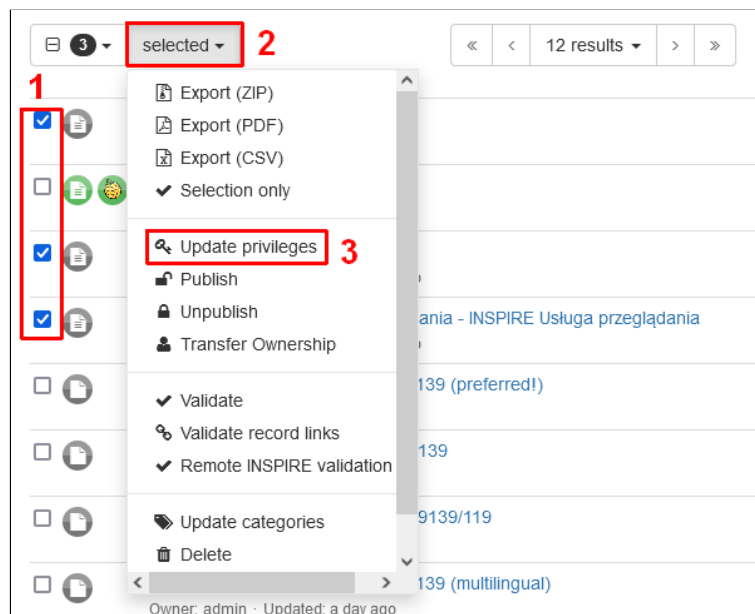 3 selected 2 « ‹ 12 results › »
1
Export (ZIP)
Export (PDF)
Export (CSV)
Selection only
Update privileges 3
Publish
Unpublish
ania - INSPIRE Usługa przeglądania
Transfer Ownership
139 (preferred!)
Validate
Validate record links
139
Remote INSPIRE validation
Update categories
9139/119
Delete
139 (multilingual)
Owner: admin · Updated: a day ago